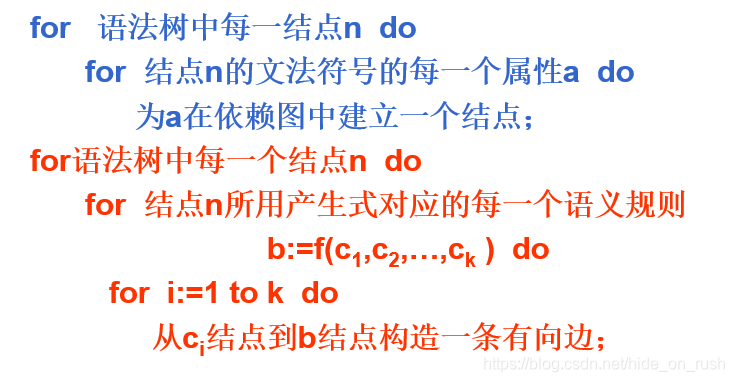 for 语法树中每一结点n do
for 结点n的文法符号的每一个属性a do
为a在依赖图中建立一个结点；
for语法树中每一个结点n do
for 结点n所用产生式对应的每一个语义规则
b:=f(c₁,c₂,…,cₖ ) do
for i:=1 to k do
从cᵢ结点到b结点构造一条有向边；
https://blog.csdn.net/hide_on_rush